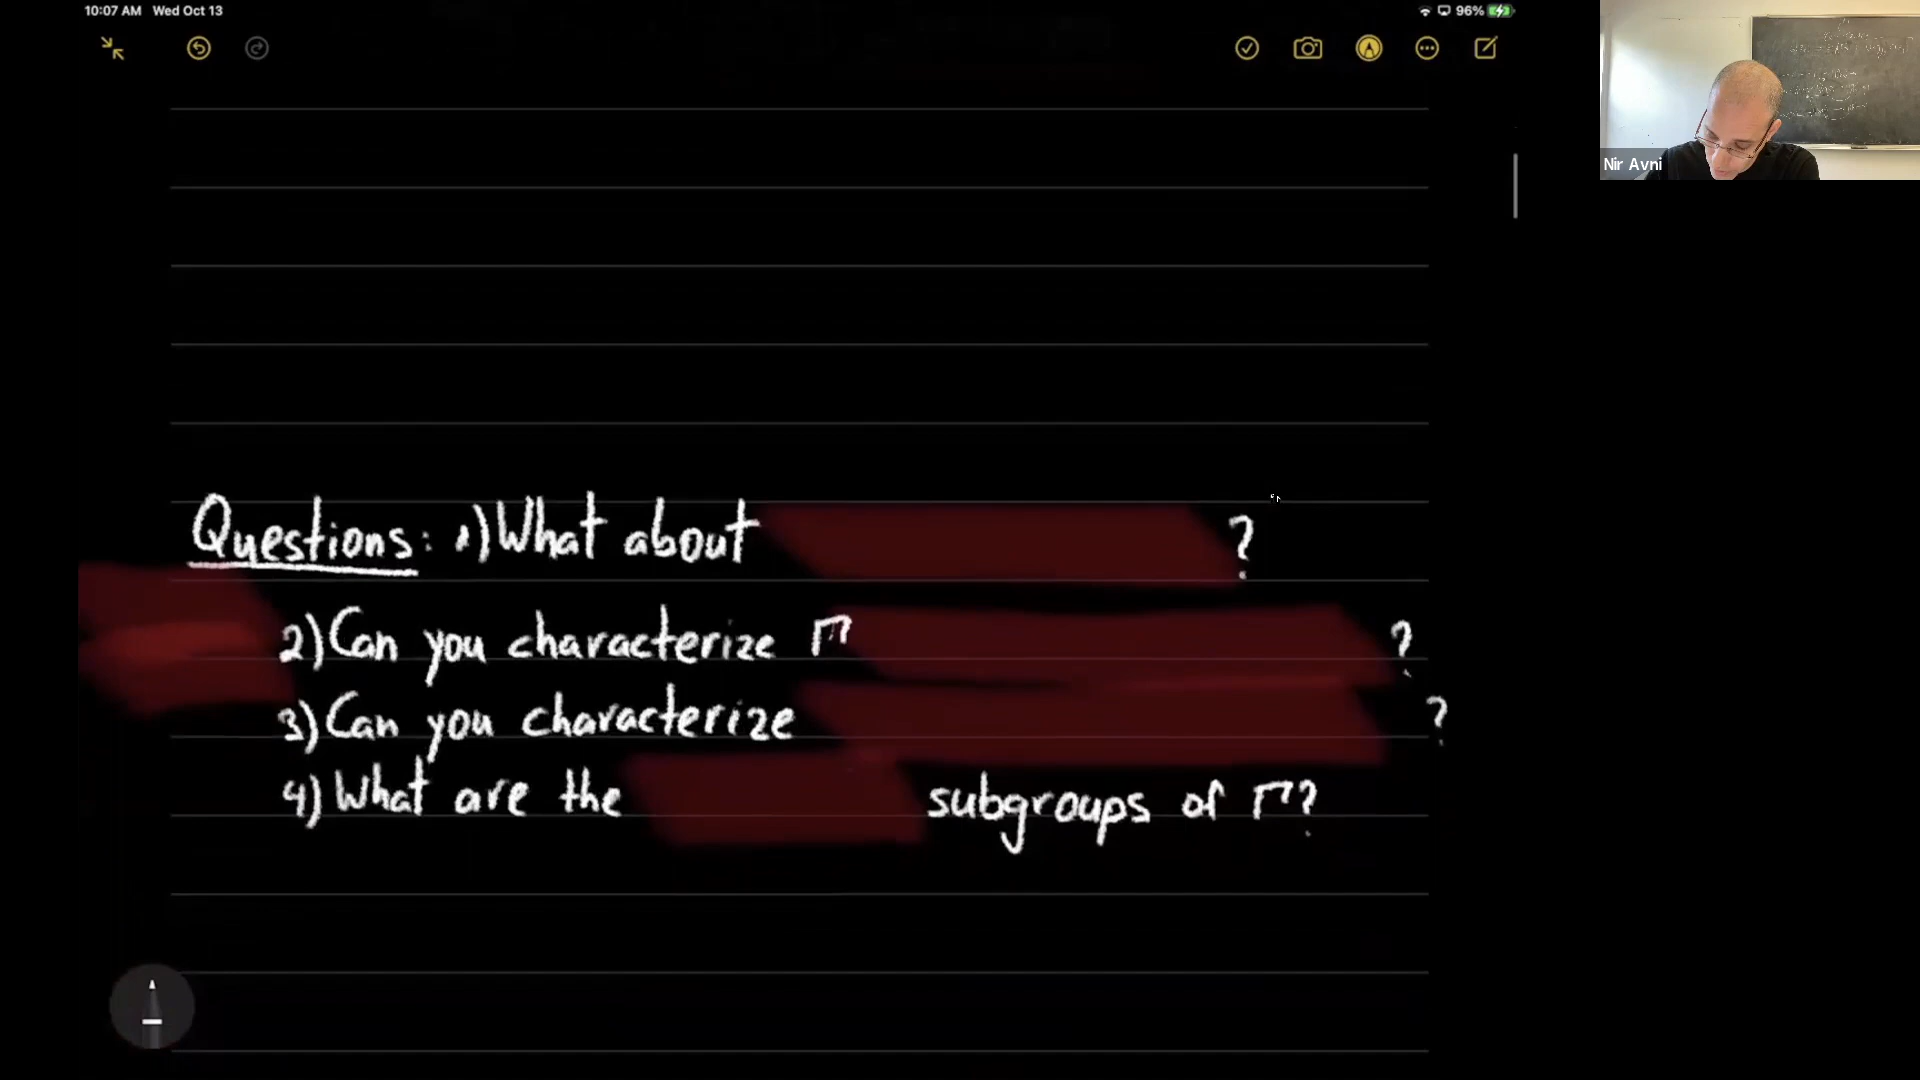 10:07 AM Wed Oct 13
96%
Nir Avni
Questions: 1) What about ?
2) Can you characterize Γ ?
3) Can you characterize ?
4) What are the subgroups of Γ?